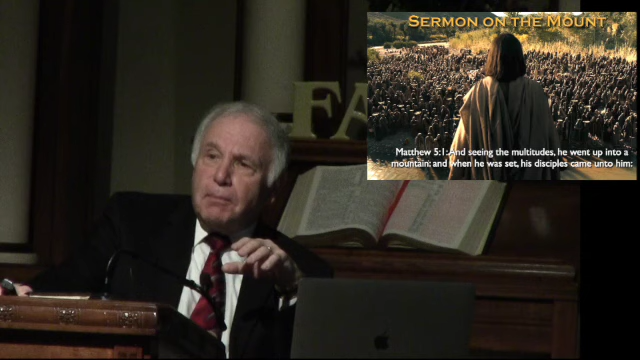 SERMON ON THE MOUNT
Matthew 5:1: And seeing the multitudes, he went up into a
mountain: and when he was set, his disciples came unto him:
FA